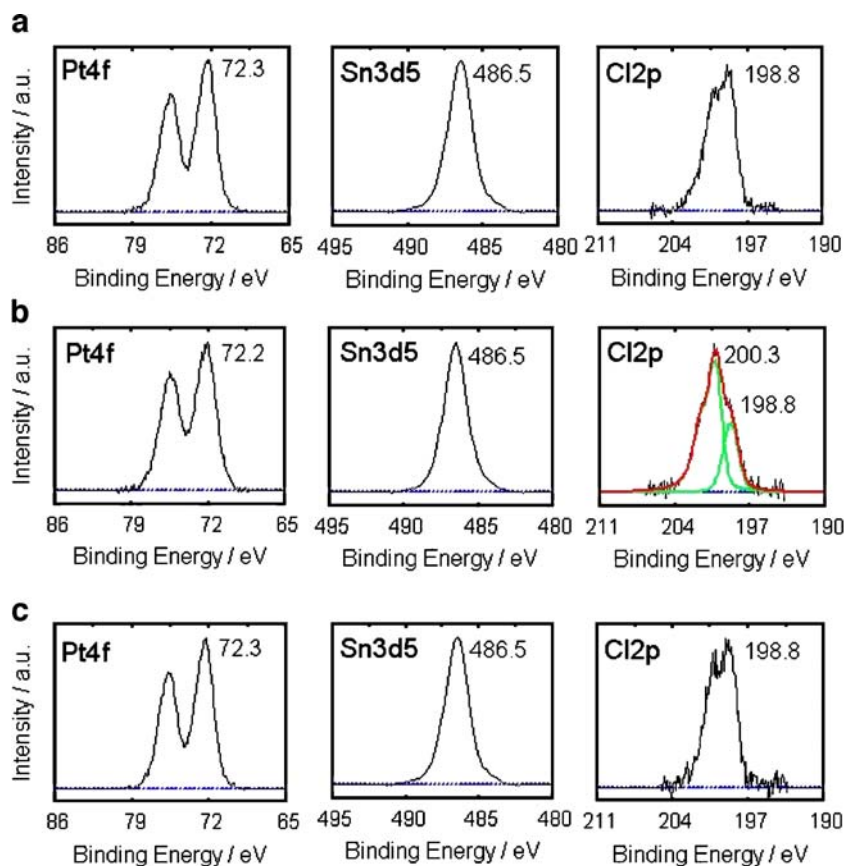 a
Pt4f 72.3
Sn3d5 486.5
Cl2p 198.8
Intensity / a.u.
86 79 72 65
495 490 485 480
211 204 197 190
Binding Energy / eV
Binding Energy / eV
Binding Energy / eV
b
Pt4f 72.2
Sn3d5 486.5
Cl2p 200.3
198.8
Intensity / a.u.
86 79 72 65
495 490 485 480
211 204 197 190
Binding Energy / eV
Binding Energy / eV
Binding Energy / eV
c
Pt4f 72.3
Sn3d5 486.5
Cl2p 198.8
Intensity / a.u.
86 79 72 65
495 490 485 480
211 204 197 190
Binding Energy / eV
Binding Energy / eV
Binding Energy / eV